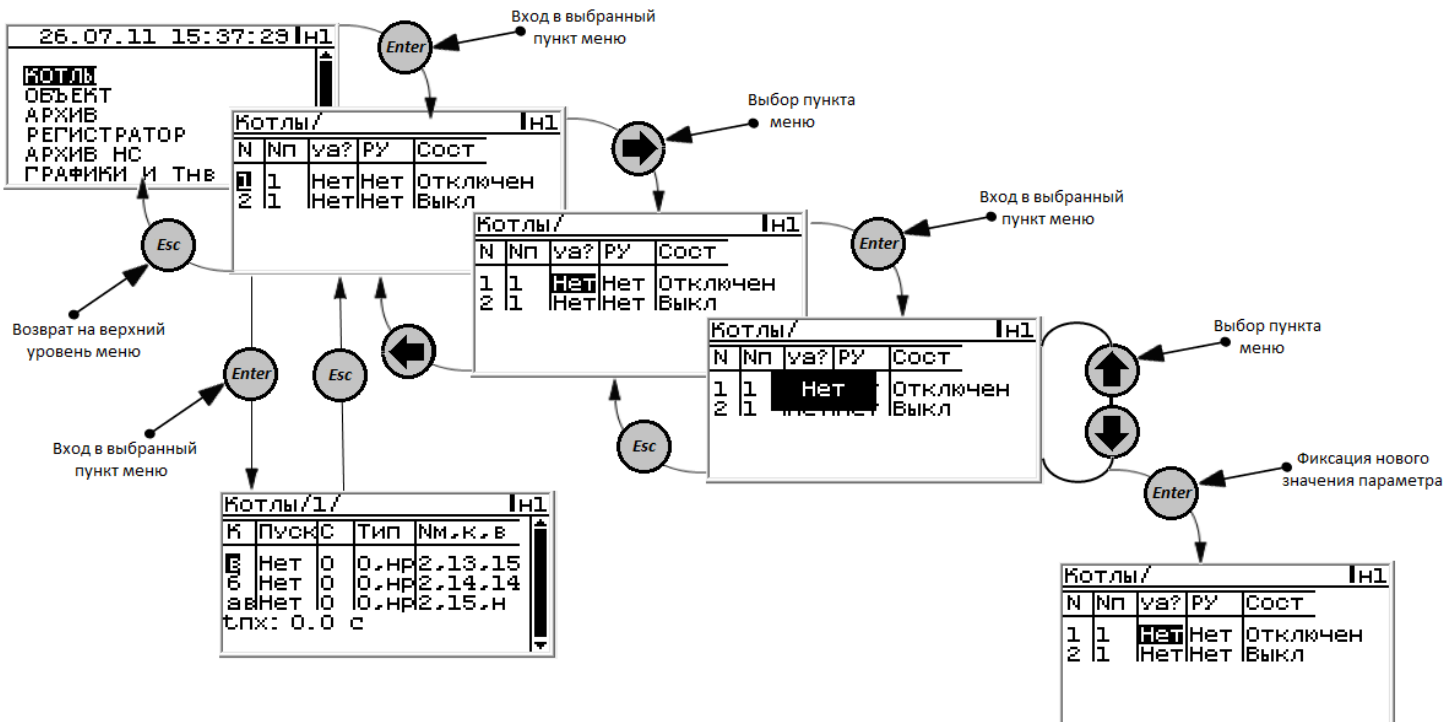 26.07.11 15:37:29 Н1
КОТЛЫ
ОБЪЕКТ
АРХИВ
РЕГИСТРАТОР
АРХИВ НС
ГРАФИКИ И Тнв
Enter
Вход в выбранный
пункт меню
Котлы/ Н1
N Nп уа? РУ Сост
1 1 Нет Нет Отключен
2 1 Нет Нет Выкл
Выбор пункта
меню
Esc
Возврат на верхний
уровень меню
Котлы/ Н1
N Nп уа? РУ Сост
1 1 Нет Нет Отключен
2 1 Нет Нет Выкл
Enter
Вход в выбранный
пункт меню
Enter
Вход в выбранный
пункт меню
Esc
Котлы/ Н1
N Nп уа? РУ Сост
1 1 Нет Отключен
2 1 Выкл
Выбор пункта
меню
Esc
Котлы/1/ Н1
К Пуск С Тип Nм,к,в
в Нет 0 0,нр 2,13,15
б Нет 0 0,нр 2,14,14
ав Нет 0 0,нр 2,15,н
tпх: 0.0 с
Enter
Фиксация нового
значения параметра
Котлы/ Н1
N Nп уа? РУ Сост
1 1 Нет Нет Отключен
2 1 Нет Нет Выкл